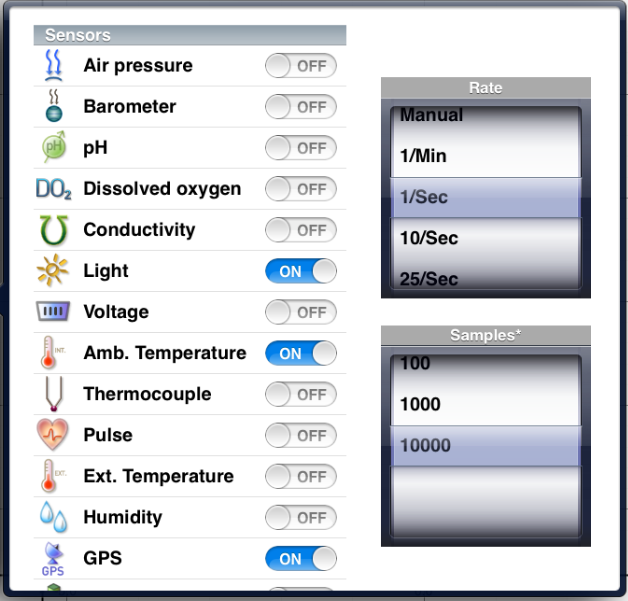 Sensors
Air pressure OFF
Barometer OFF
pH pH OFF
DO2 Dissolved oxygen OFF
Conductivity OFF
Light ON
Voltage OFF
INT. Amb. Temperature ON
Thermocouple OFF
Pulse OFF
EXT. Ext. Temperature OFF
Humidity OFF
GPS GPS ON
Rate
Manual
1/Min
1/Sec
10/Sec
25/Sec
Samples*
100
1000
10000